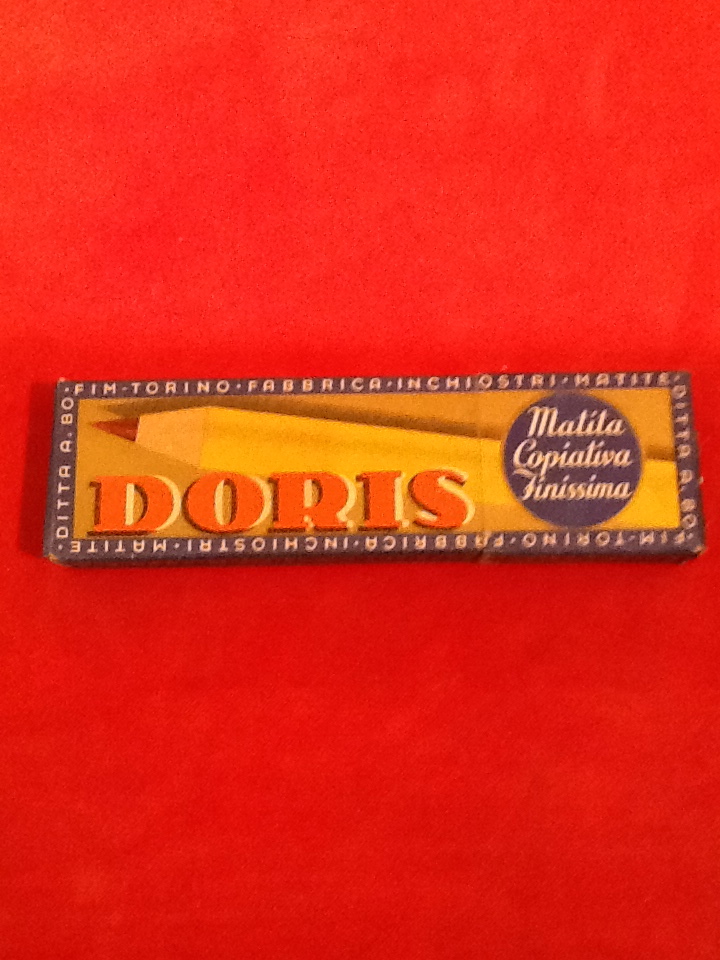 ·FIM-TORINO·FABBRICA·INCHIOSTRI·MATITE
DITTA A. BO
Matita
Copiativa
Finissima
DORIS
DITTA A. BO
FIM-TORINO·FABBRICA·INCHIOSTRI·MATITE·